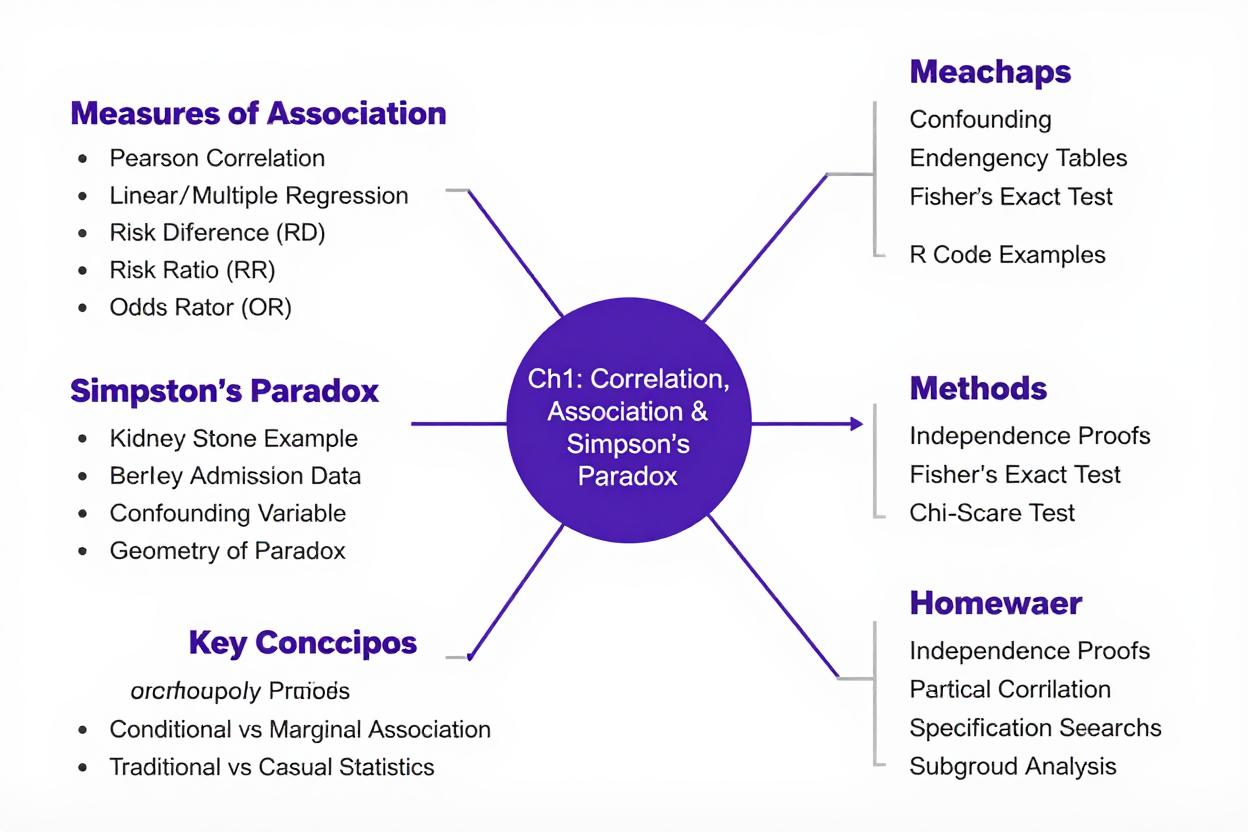 Measures of Association
• Pearson Correlation
• Linear/Multiple Regression
• Risk Diference (RD)
• Risk Ratio (RR)
• Odds Rator (OR)
Simpston's Paradox
• Kidney Stone Example
• Berley Admission Data
• Confounding Variable
• Geometry of Paradox
Key Conccipos
• Conditional vs Marginal Association
• Traditional vs Casual Statistics
Ch1: Correlation,
Association &
Simpson's
Paradox
Meachaps
Confounding
Endengency Tables
Fisher's Exact Test
R Code Examples
Methods
Independence Proofs
Fisher's Exact Test
Chi-Scare Test
Homewaer
Independence Proofs
Partical Corrilation
Specification Seearchs
Subgroud Analysis